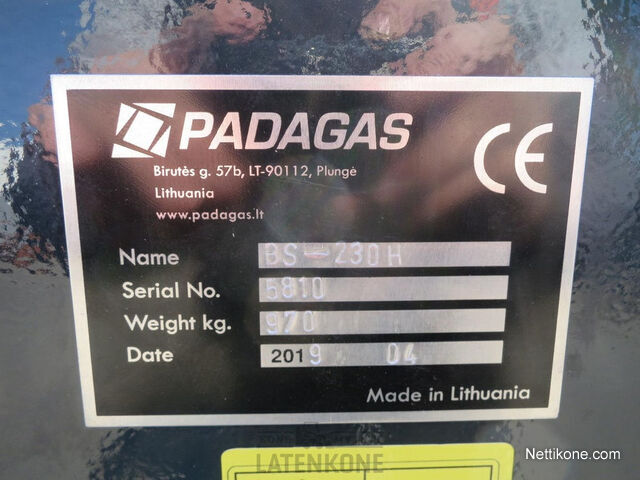 PADAGAS
CE
Birutės g. 57b, LT-90112, Plungė
Lithuania
www.padagas.lt
Name BS-230H
Serial No. 5810
Weight kg. 970
Date 2019 04
Made in Lithuania
LATENKONE
Nettikone.com